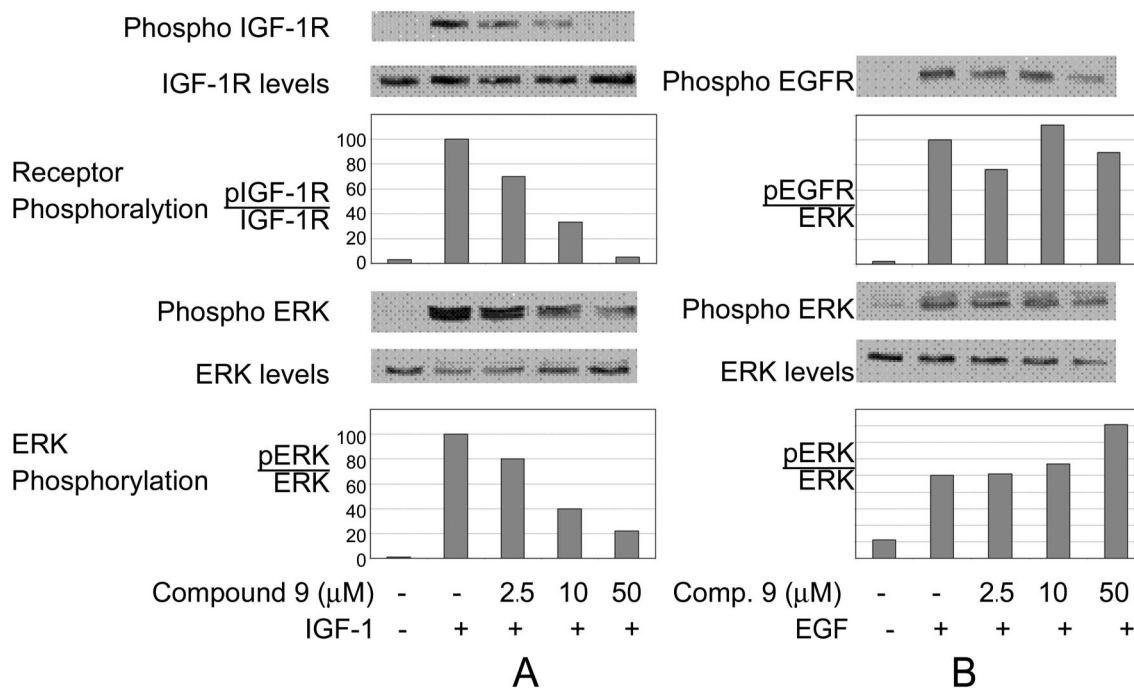 Phospho IGF-1R
IGF-1R levels
Receptor
Phosphoralytion
pIGF-1R
IGF-1R
100
80
60
40
20
0
Phospho ERK
ERK levels
ERK
Phosphorylation
pERK
ERK
100
80
60
40
20
0
Compound 9 (μM) - - 2.5 10 50
IGF-1 - + + + +
A
Phospho EGFR
pEGFR
ERK
Phospho ERK
ERK levels
pERK
ERK
Comp. 9 (μM) - - 2.5 10 50
EGF - + + + +
B